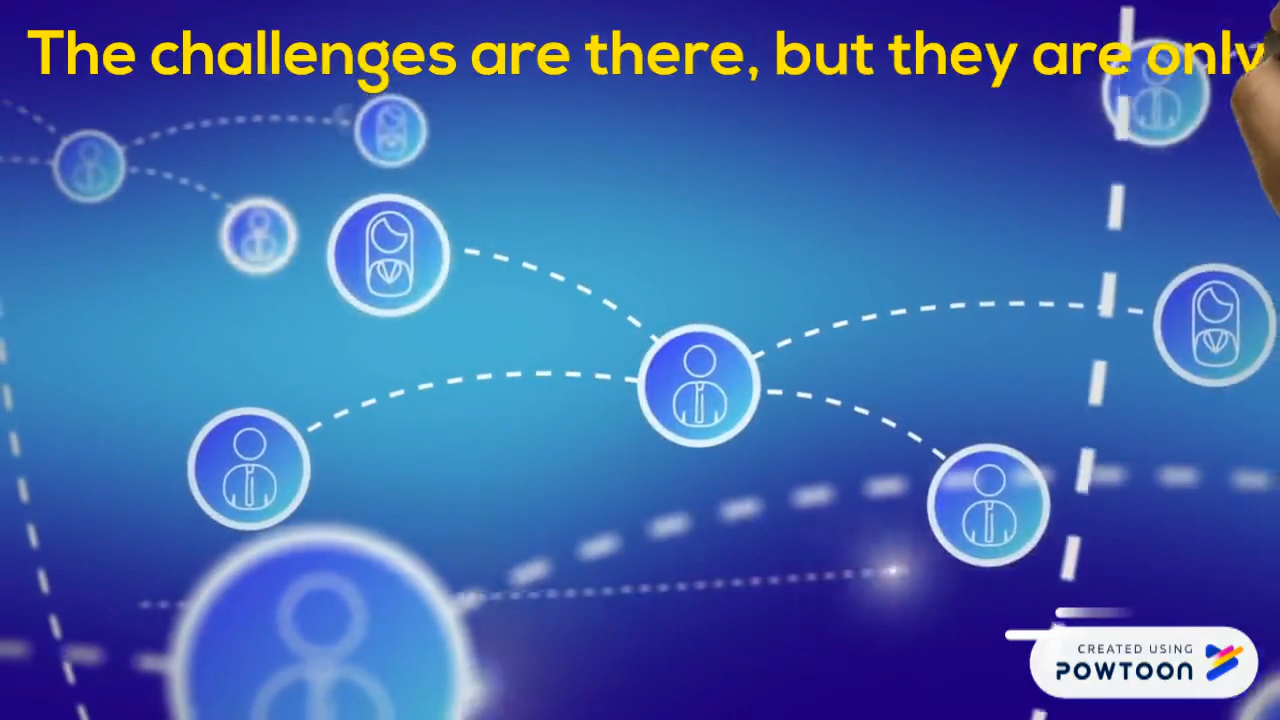 The challenges are there, but they are only
CREATED USING
POWTOON